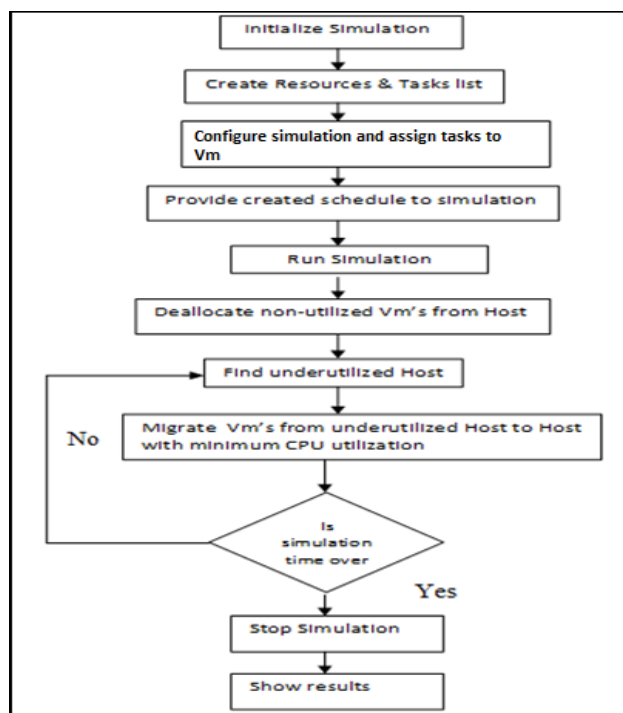 Initialize Simulation
Create Resources & Tasks list
Configure simulation and assign tasks to
Vm
Provide created schedule to simulation
Run Simulation
Deallocate non-utilized Vm's from Host
Find underutilized Host
Migrate Vm's from underutilized Host to Host
with minimum CPU utilization
No
Is
simulation
time over
Yes
Stop Simulation
Show results